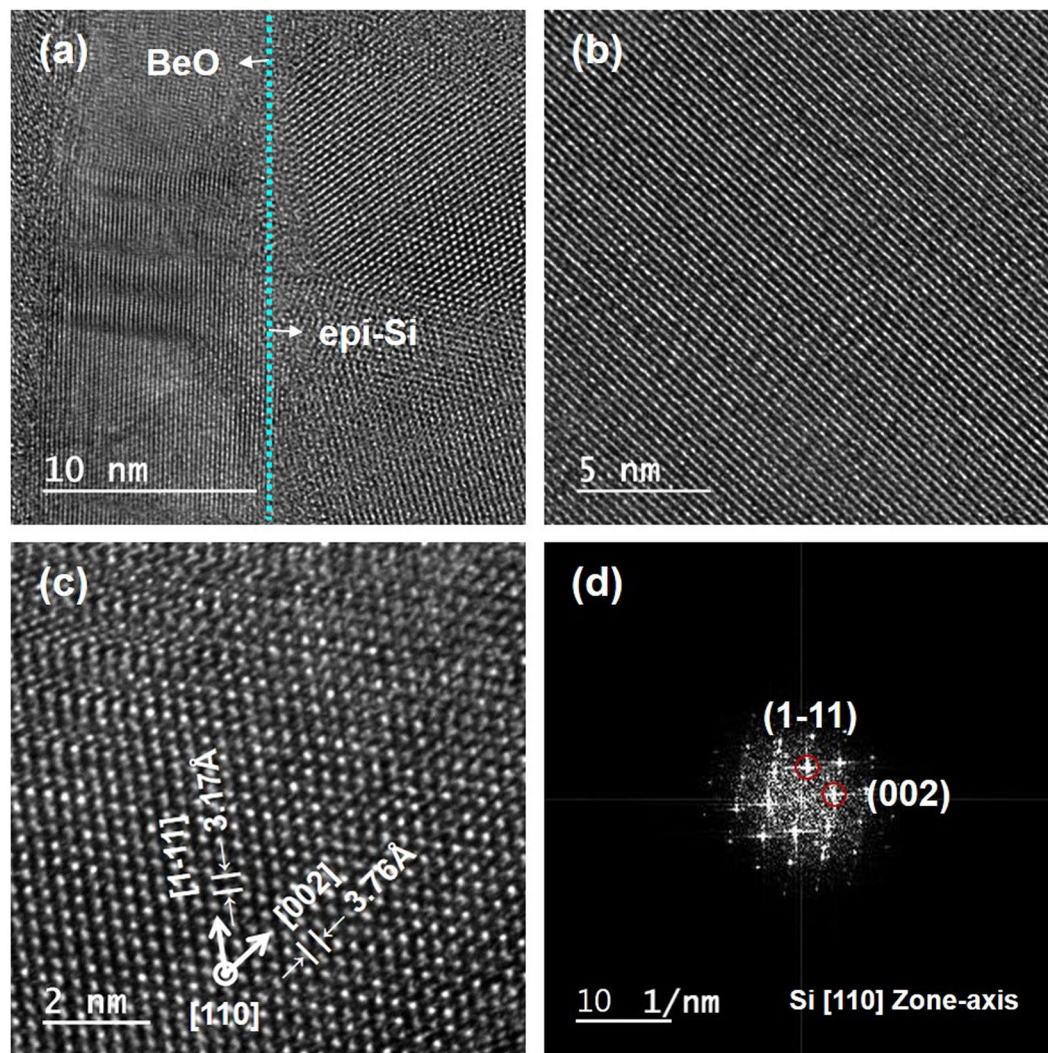 (a)
BeO
epi-Si
10 nm
(b)
5 nm
(c)
[1-11]
3.17Å
[002]
3.76Å
[110]
2 nm
(d)
(1-11)
(002)
10 1/nm
Si [110] Zone-axis